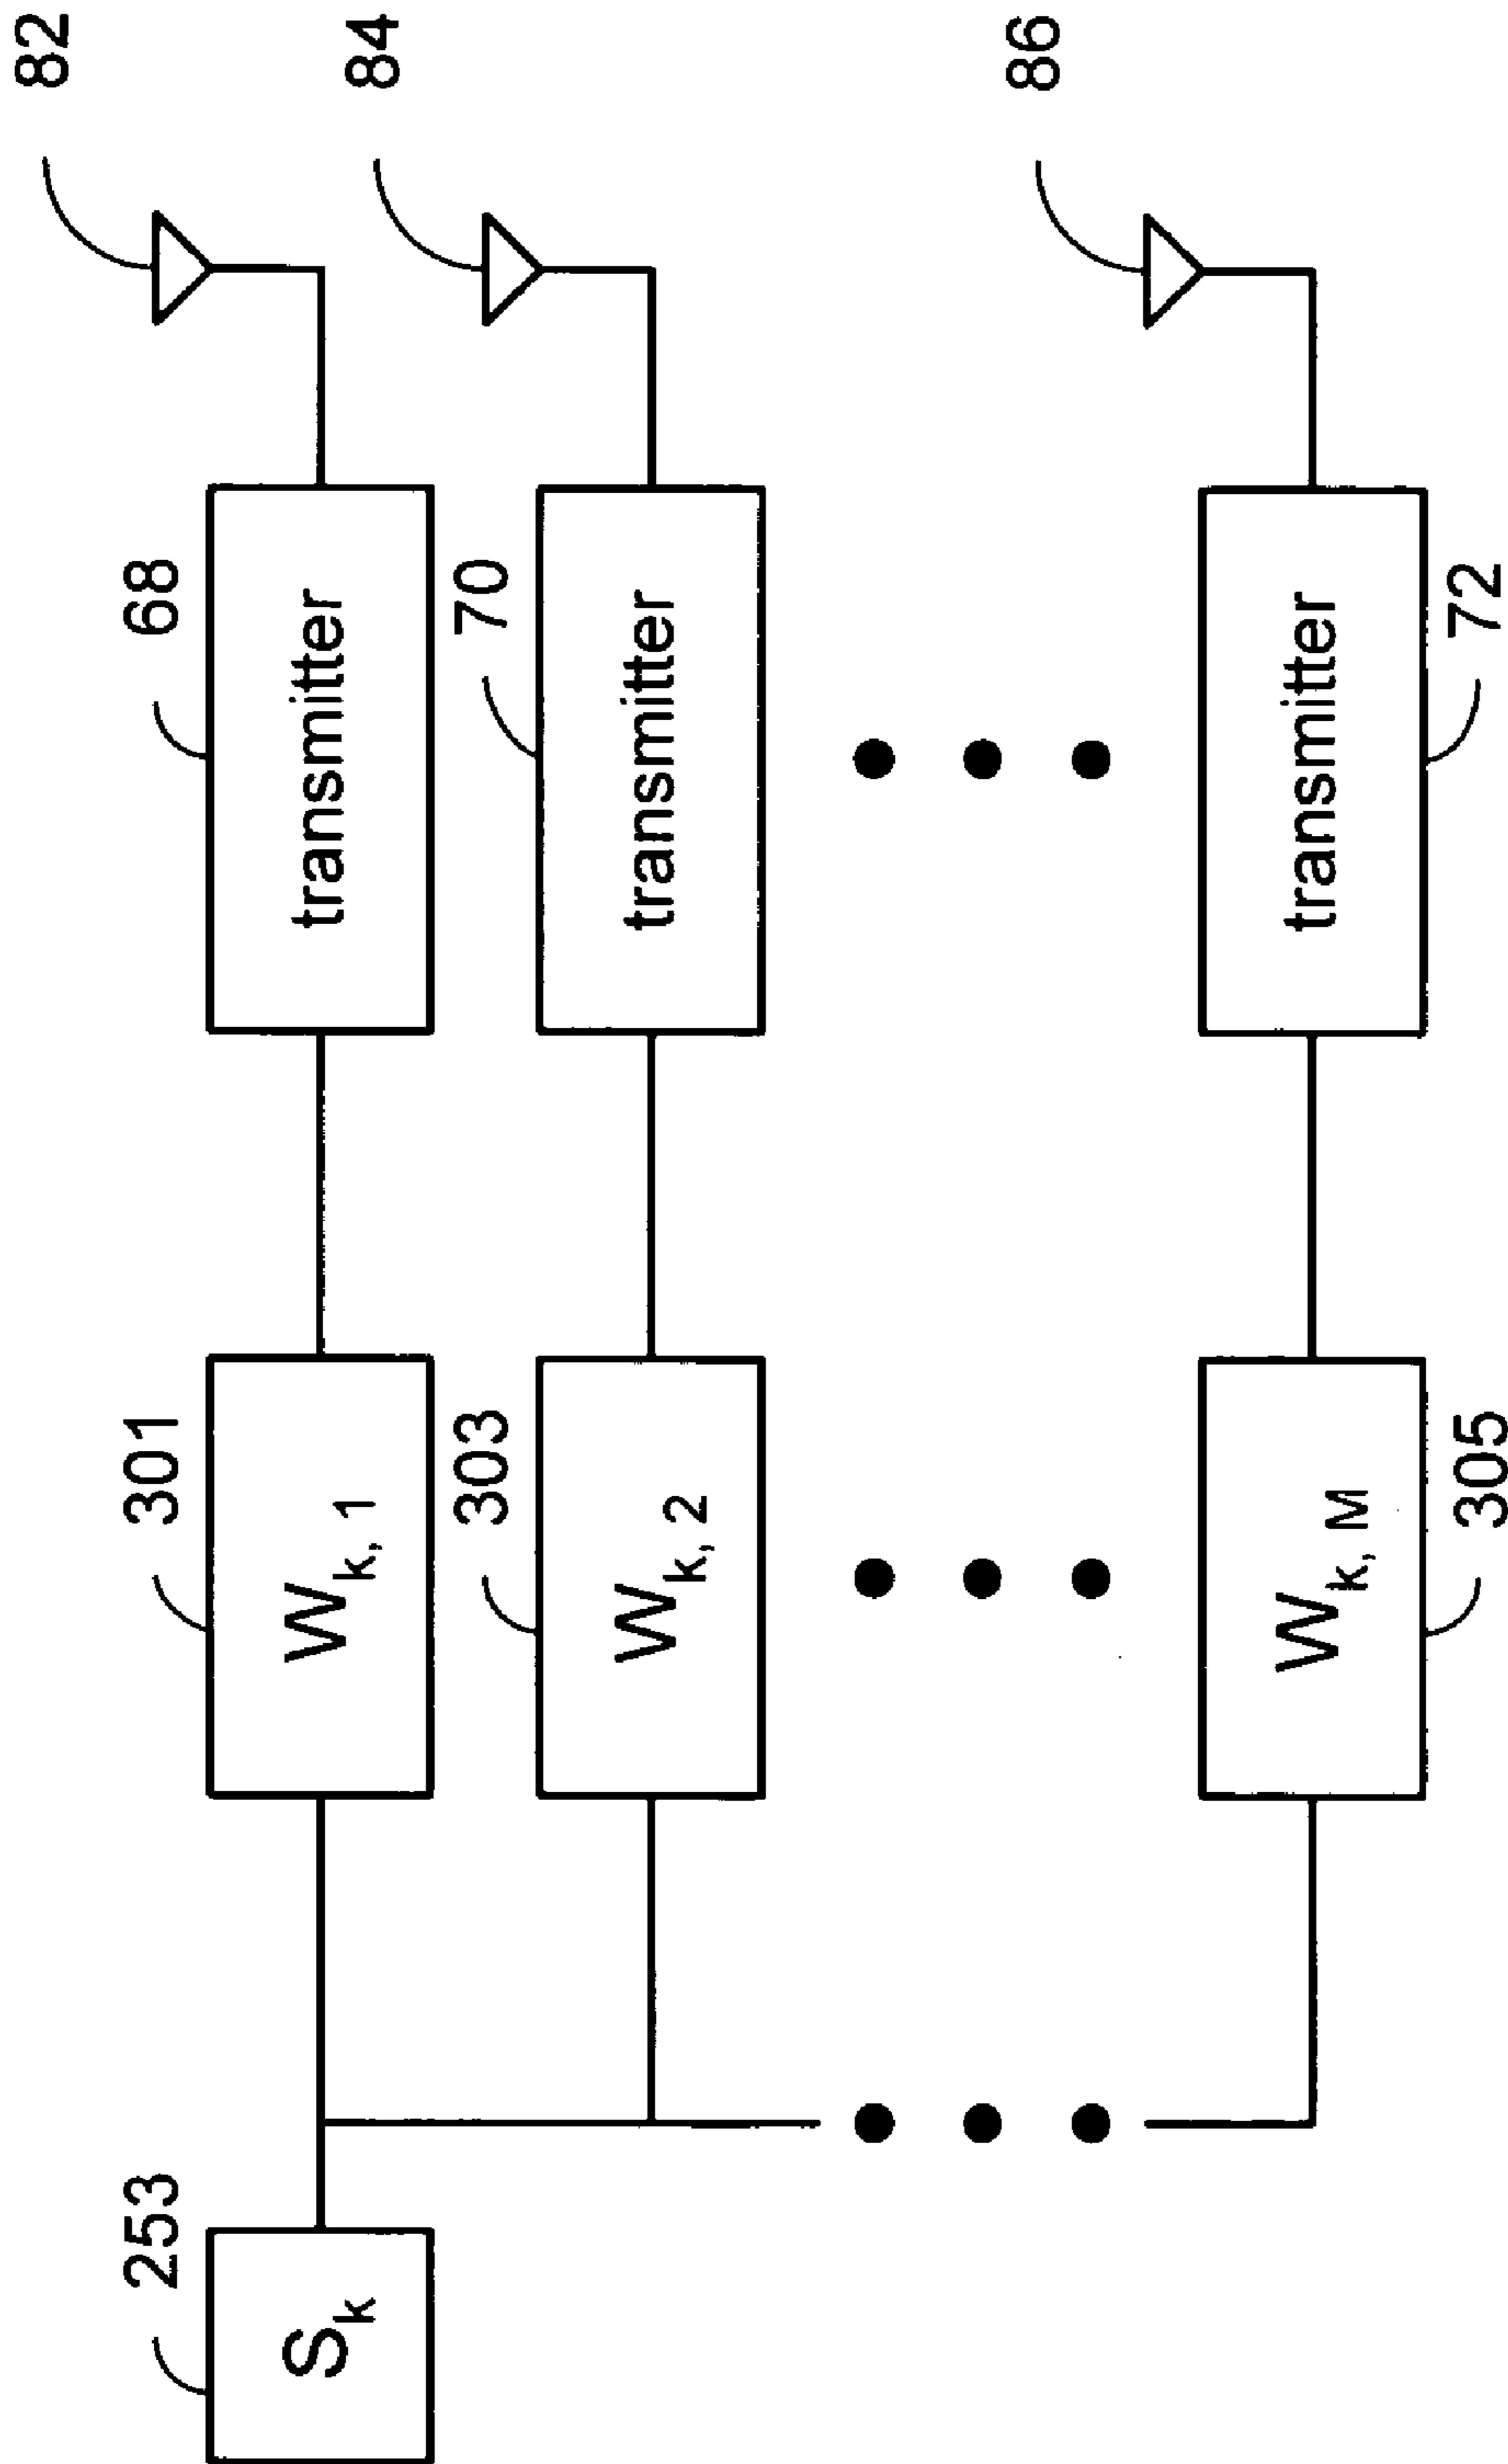 82
84
86
68
70
72
transmitter
transmitter
transmitter
301
303
305
W k, 1
W k, 2
W k, M
253
S k